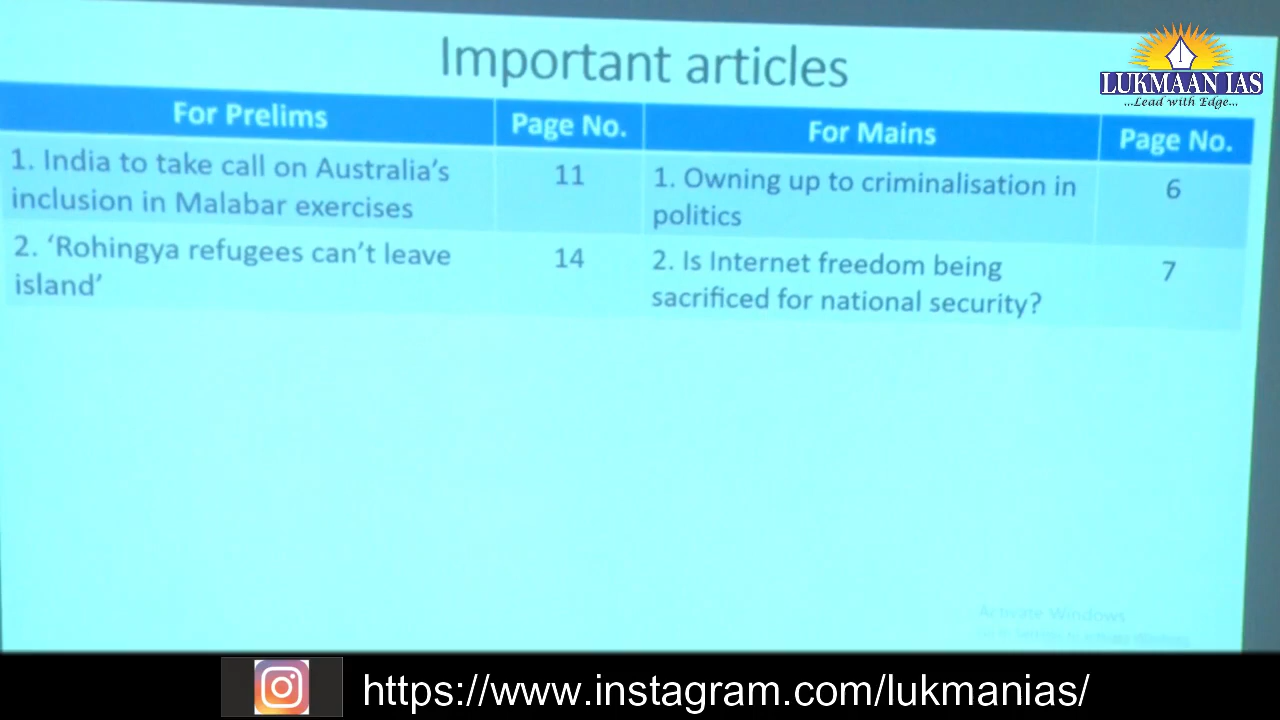 Important articles
LUKMAAN IAS
...Lead with Edge...
For Prelims
Page No.
For Mains
Page No.
1. India to take call on Australia's
inclusion in Malabar exercises
11
1. Owning up to criminalisation in
politics
6
2. ‘Rohingya refugees can’t leave
island’
14
2. Is Internet freedom being
sacrificed for national security?
7
Activate Windows
https://www.instagram.com/lukmanias/